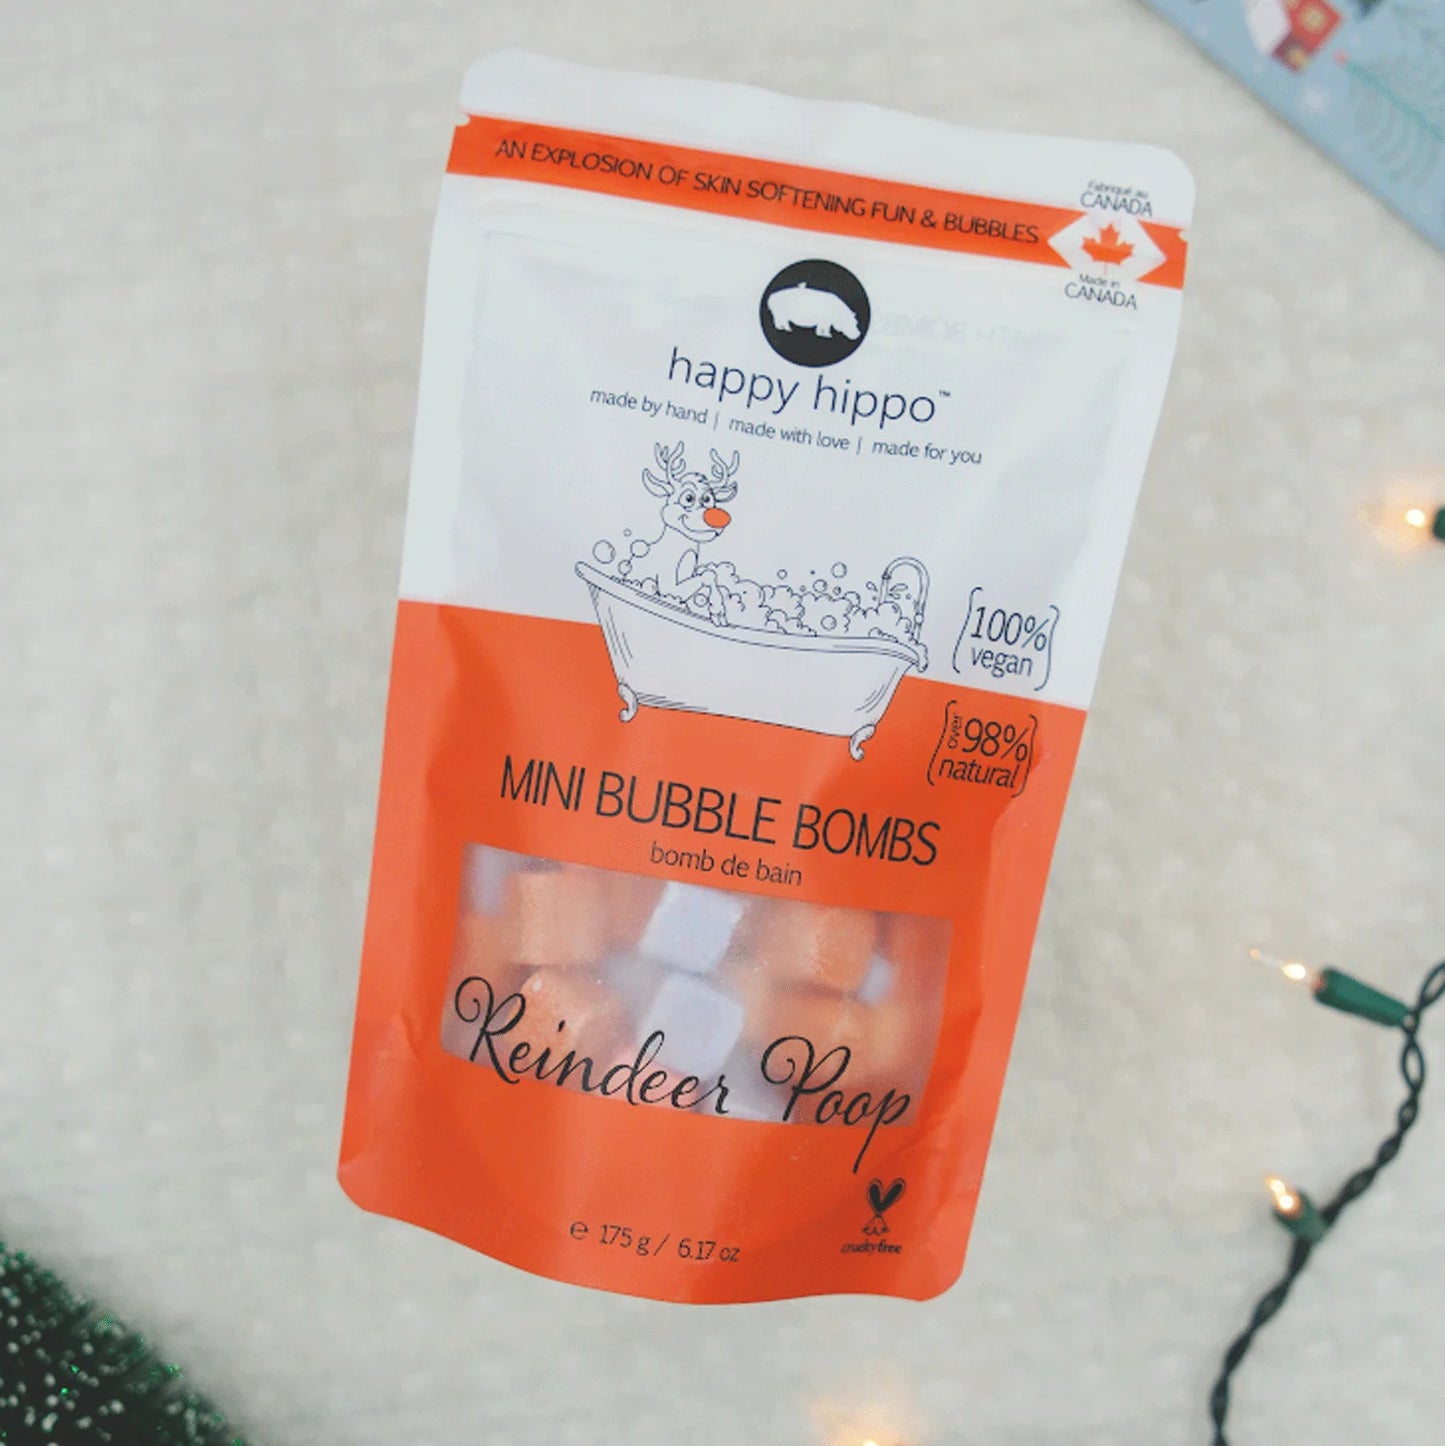 AN EXPLOSION OF SKIN SOFTENING FUN & BUBBLES
Fabriqué au
CANADA
Made in
CANADA
happy hippo™
made by hand | made with love | made for you
[100%
vegan]
[over 98%
natural]
MINI BUBBLE BOMBS
bomb de bain
Reindeer Poop
℮ 175 g / 6.17 oz
crueltyfree